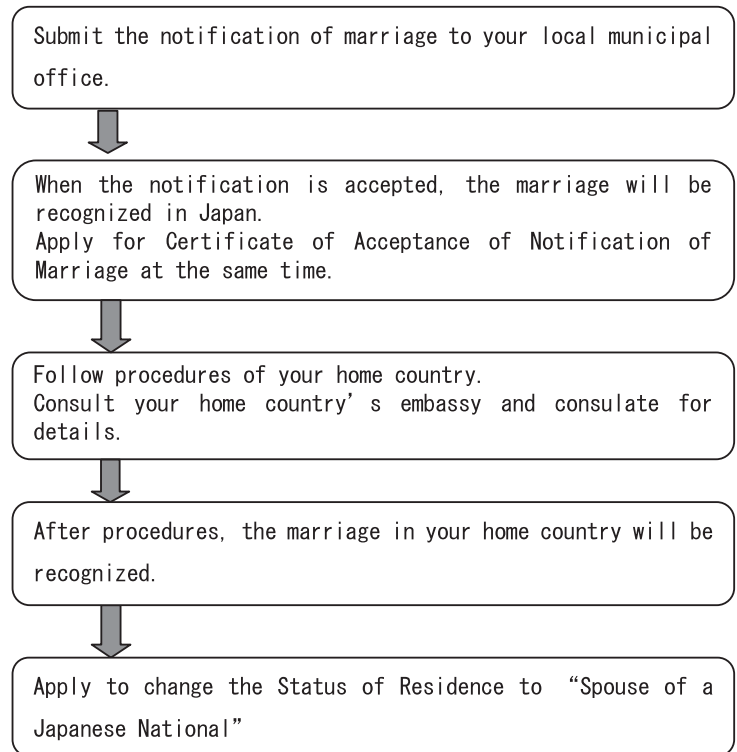 Submit the notification of marriage to your local municipal
office.
When the notification is accepted, the marriage will be
recognized in Japan.
Apply for Certificate of Acceptance of Notification of
Marriage at the same time.
Follow procedures of your home country.
Consult your home country's embassy and consulate for
details.
After procedures, the marriage in your home country will be
recognized.
Apply to change the Status of Residence to “Spouse of a
Japanese National”